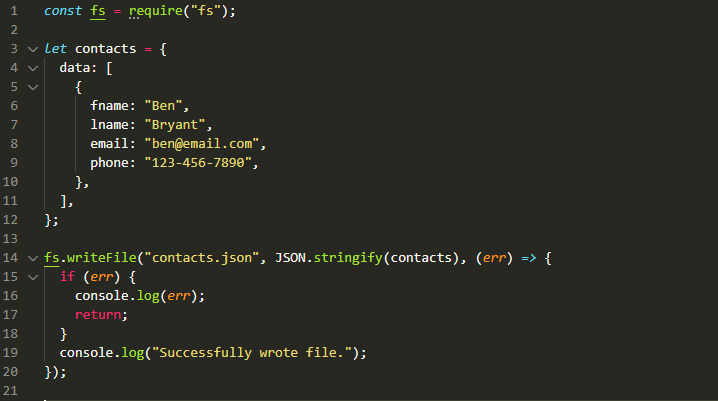 1 const fs = require("fs");
2
3 let contacts = {
4   data: [
5     {
6       fname: "Ben",
7       lname: "Bryant",
8       email: "ben@email.com",
9       phone: "123-456-7890",
10     },
11   ],
12 };
13
14 fs.writeFile("contacts.json", JSON.stringify(contacts), (err) => {
15   if (err) {
16     console.log(err);
17     return;
18   }
19   console.log("Successfully wrote file.");
20 });
21